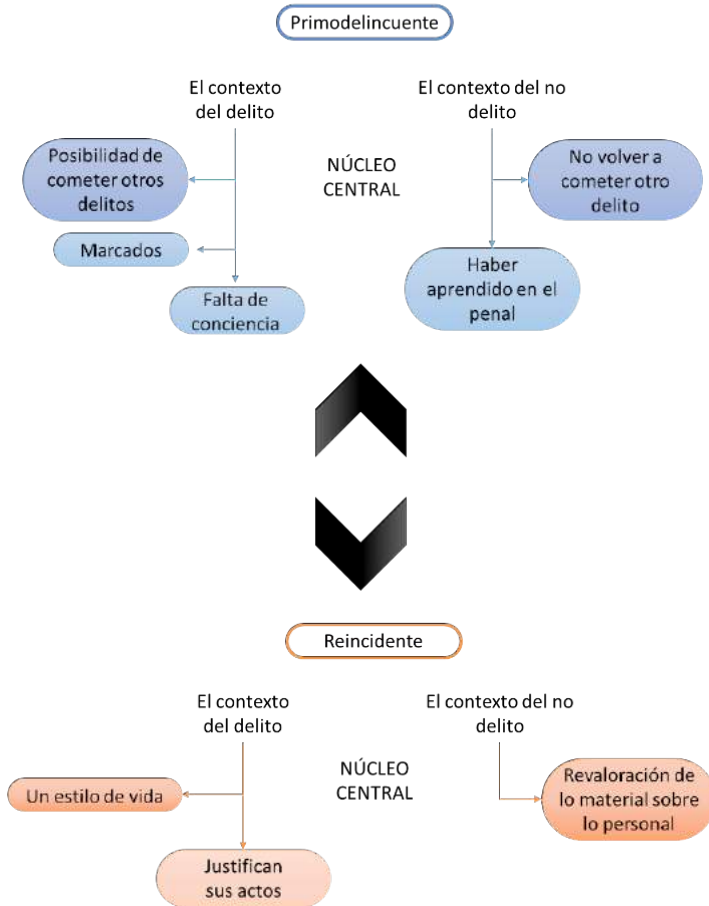 Primodelincuente
El contexto
del delito
El contexto del no
delito
Posibilidad de
cometer otros
delitos
NÚCLEO
CENTRAL
No volver a
cometer otro
delito
Marcados
Haber
aprendido en el
penal
Falta de
conciencia
Reincidente
El contexto
del delito
El contexto del no
delito
NÚCLEO
CENTRAL
Un estilo de vida
Revaloración de
lo material sobre
lo personal
Justifican
sus actos